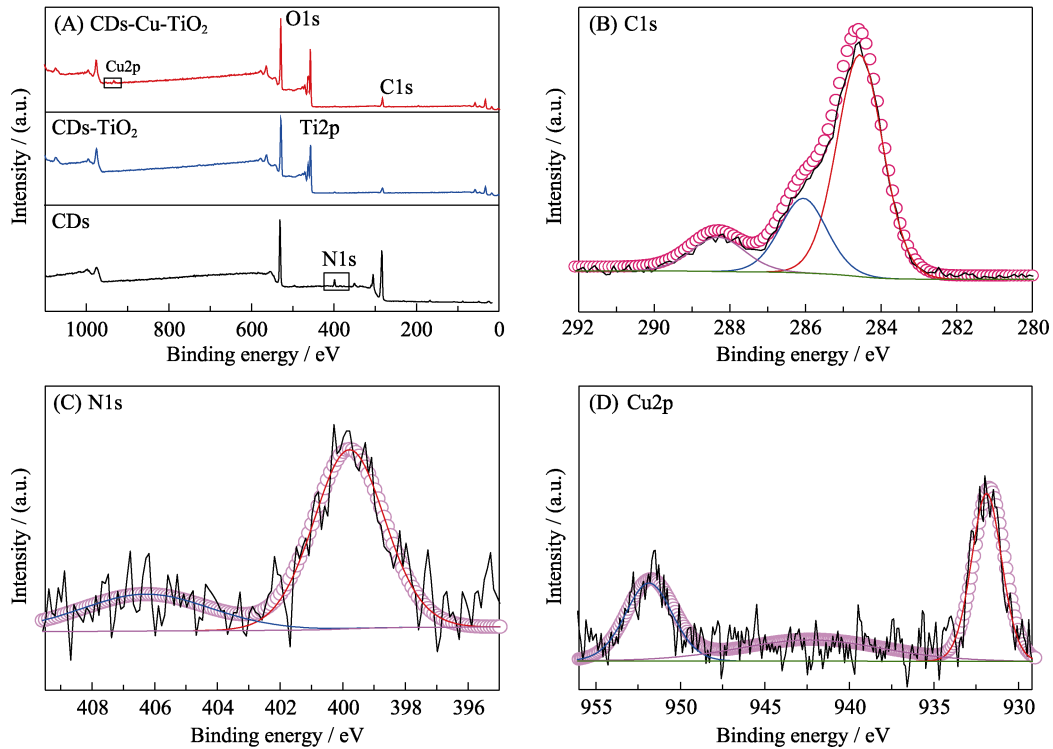 (A) CDs-Cu-TiO₂
O1s
Cu2p
C1s
CDs-TiO₂
Ti2p
CDs
N1s
1000 800 600 400 200 0
Binding energy / eV
Intensity / (a.u.)
(B) C1s
292 290 288 286 284 282 280
Binding energy / eV
Intensity / (a.u.)
(C) N1s
408 406 404 402 400 398 396
Binding energy / eV
Intensity / (a.u.)
(D) Cu2p
955 950 945 940 935 930
Binding energy / eV
Intensity / (a.u.)